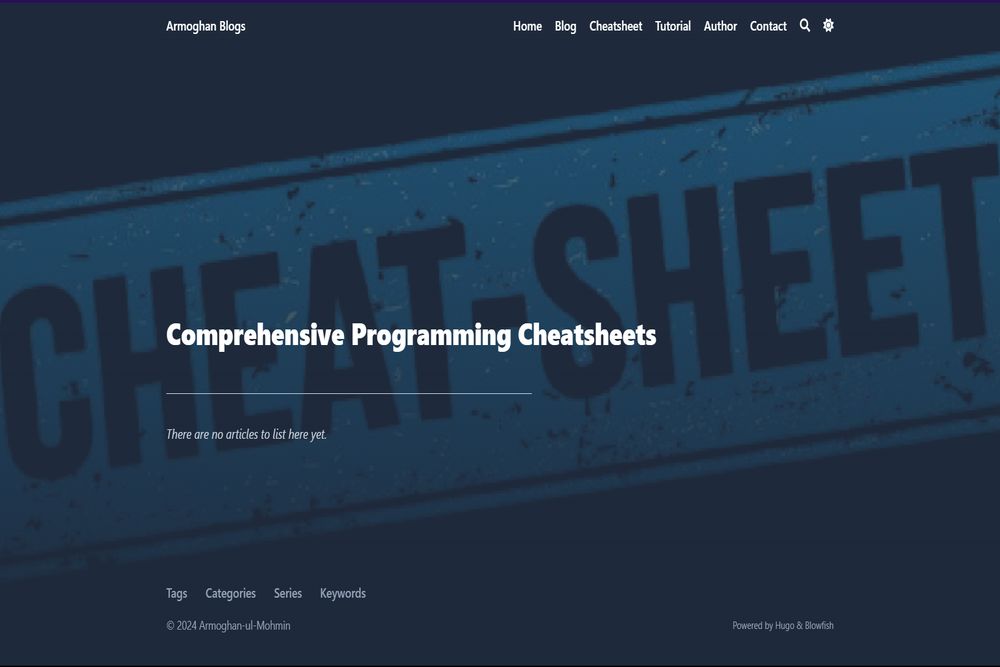 Armoghan Blogs
Home Blog Cheatsheet Tutorial Author Contact
CHEAT-SHEET
Comprehensive Programming Cheatsheets
There are no articles to list here yet.
Tags Categories Series Keywords
© 2024 Armoghan-ul-Mohmin
Powered by Hugo & Blowfish